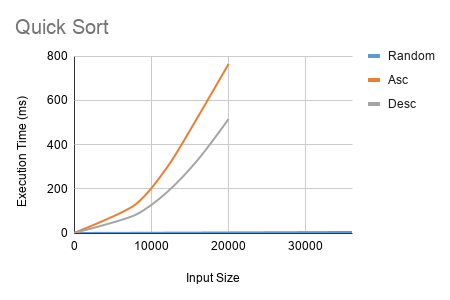 Quick Sort
Execution Time (ms)
800
600
400
200
0
0 10000 20000 30000
Input Size
Random
Asc
Desc